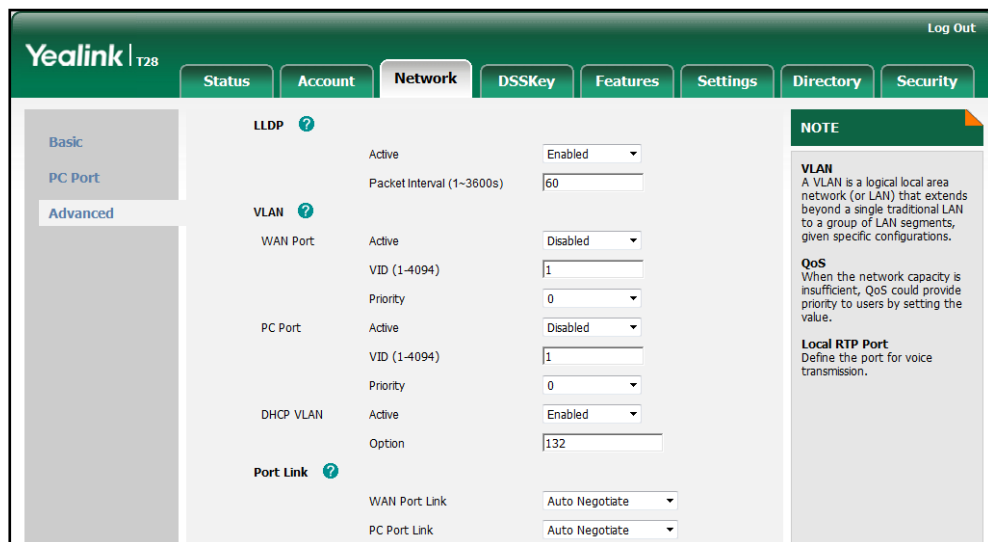 Log Out
Yealink | T28
Status Account Network DSSKey Features Settings Directory Security
Basic
PC Port
Advanced
LLDP ?
Active Enabled
Packet Interval (1~3600s) 60
VLAN ?
WAN Port Active Disabled
VID (1-4094) 1
Priority 0
PC Port Active Disabled
VID (1-4094) 1
Priority 0
DHCP VLAN Active Enabled
Option 132
Port Link ?
WAN Port Link Auto Negotiate
PC Port Link Auto Negotiate
NOTE
VLAN
A VLAN is a logical local area
network (or LAN) that extends
beyond a single traditional LAN
to a group of LAN segments,
given specific configurations.
QoS
When the network capacity is
insufficient, QoS could provide
priority to users by setting the
value.
Local RTP Port
Define the port for voice
transmission.